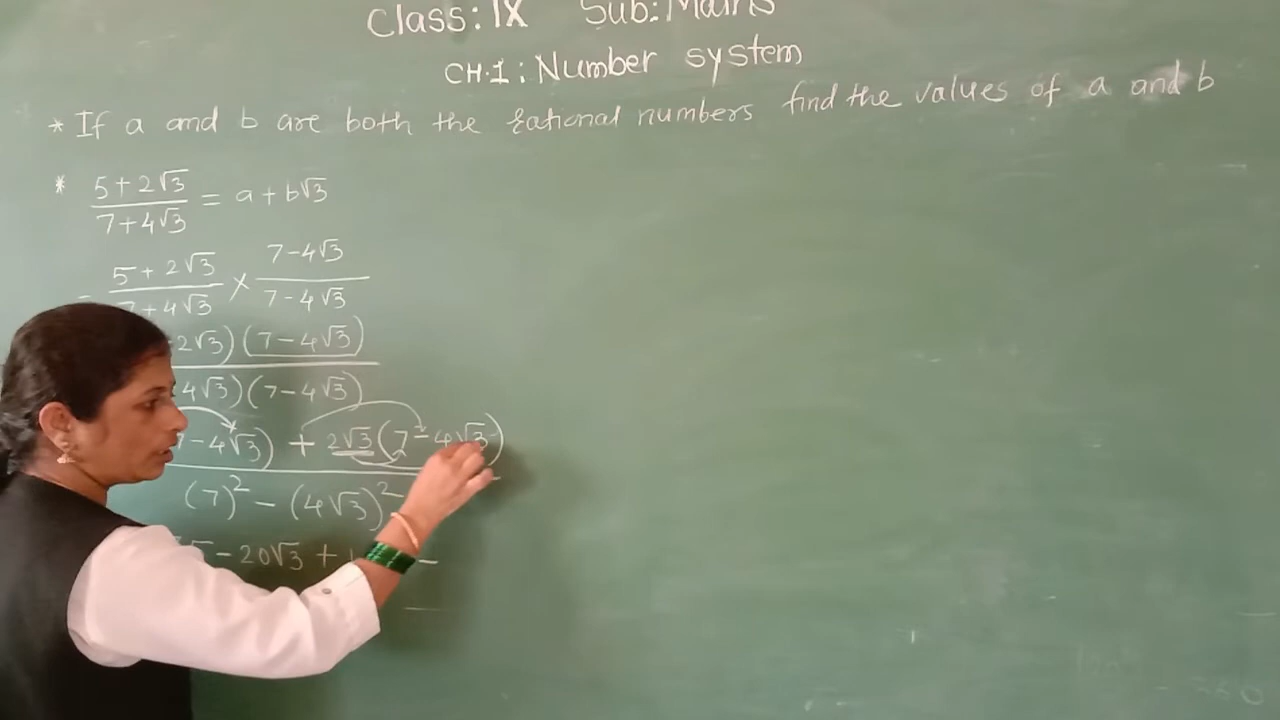 Class: IX Sub: Maths
CH.1: Number system
* If a and b are both the rational numbers find the values of a and b
* (5+2√3)/(7+4√3) = a+b√3
= (5+2√3)/(7+4√3) × (7-4√3)/(7-4√3)
2√3)(7-4√3)
4√3)(7-4√3)
7-4√3) + 2√3(7-4√3)
(7)² - (4√3)²
5-20√3 + -